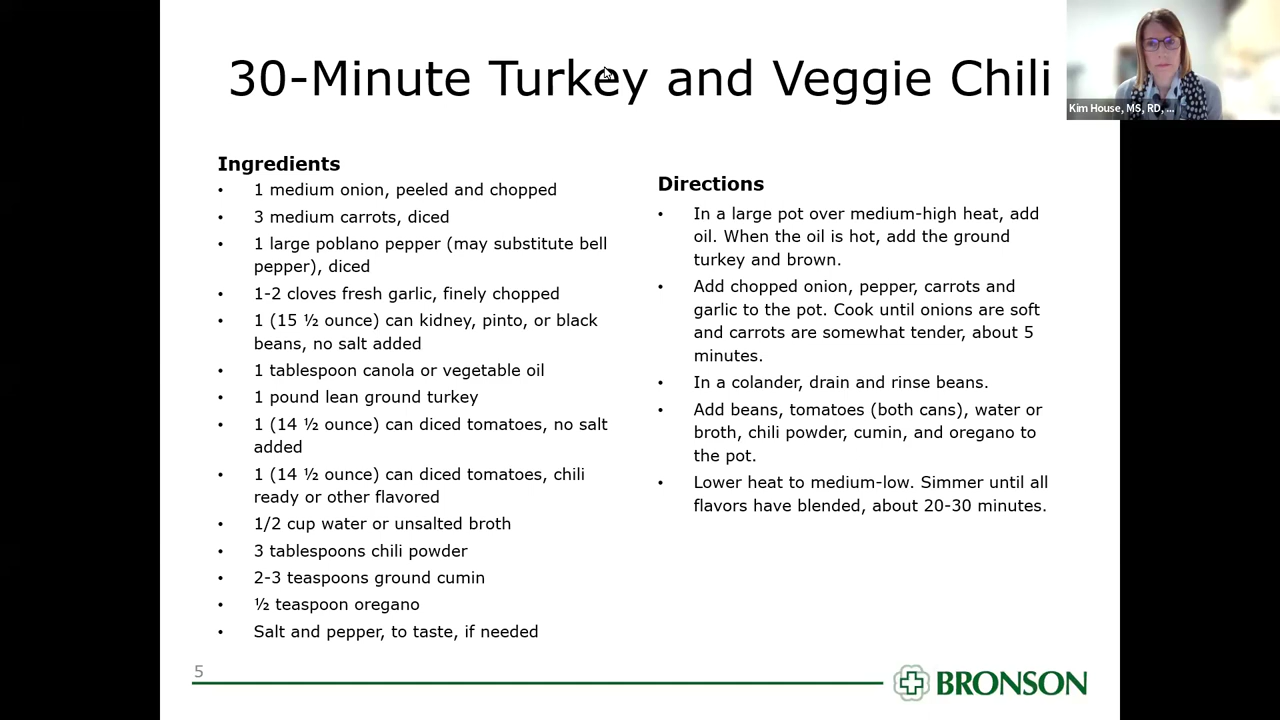 30-Minute Turkey and Veggie Chili
Kim House, MS, RD, ...
Ingredients
• 1 medium onion, peeled and chopped
• 3 medium carrots, diced
• 1 large poblano pepper (may substitute bell
pepper), diced
• 1-2 cloves fresh garlic, finely chopped
• 1 (15 ½ ounce) can kidney, pinto, or black
beans, no salt added
• 1 tablespoon canola or vegetable oil
• 1 pound lean ground turkey
• 1 (14 ½ ounce) can diced tomatoes, no salt
added
• 1 (14 ½ ounce) can diced tomatoes, chili
ready or other flavored
• 1/2 cup water or unsalted broth
• 3 tablespoons chili powder
• 2-3 teaspoons ground cumin
• ½ teaspoon oregano
• Salt and pepper, to taste, if needed
Directions
• In a large pot over medium-high heat, add
oil. When the oil is hot, add the ground
turkey and brown.
• Add chopped onion, pepper, carrots and
garlic to the pot. Cook until onions are soft
and carrots are somewhat tender, about 5
minutes.
• In a colander, drain and rinse beans.
• Add beans, tomatoes (both cans), water or
broth, chili powder, cumin, and oregano to
the pot.
• Lower heat to medium-low. Simmer until all
flavors have blended, about 20-30 minutes.
5
BRONSON